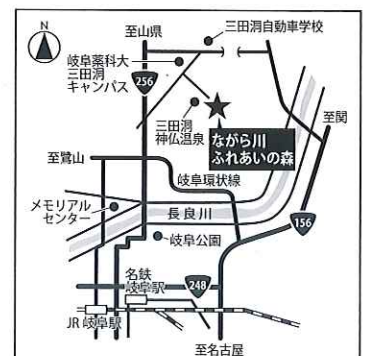 N
至山県
三田洞自動車学校
岐阜薬科大
三田洞
キャンパス
256
三田洞
神仏温泉
ながら川
ふれあいの森
至関
至鷺山
岐阜環状線
メモリアル
センター
長良川
156
岐阜公園
名鉄
岐阜駅
248
JR岐阜駅
至名古屋